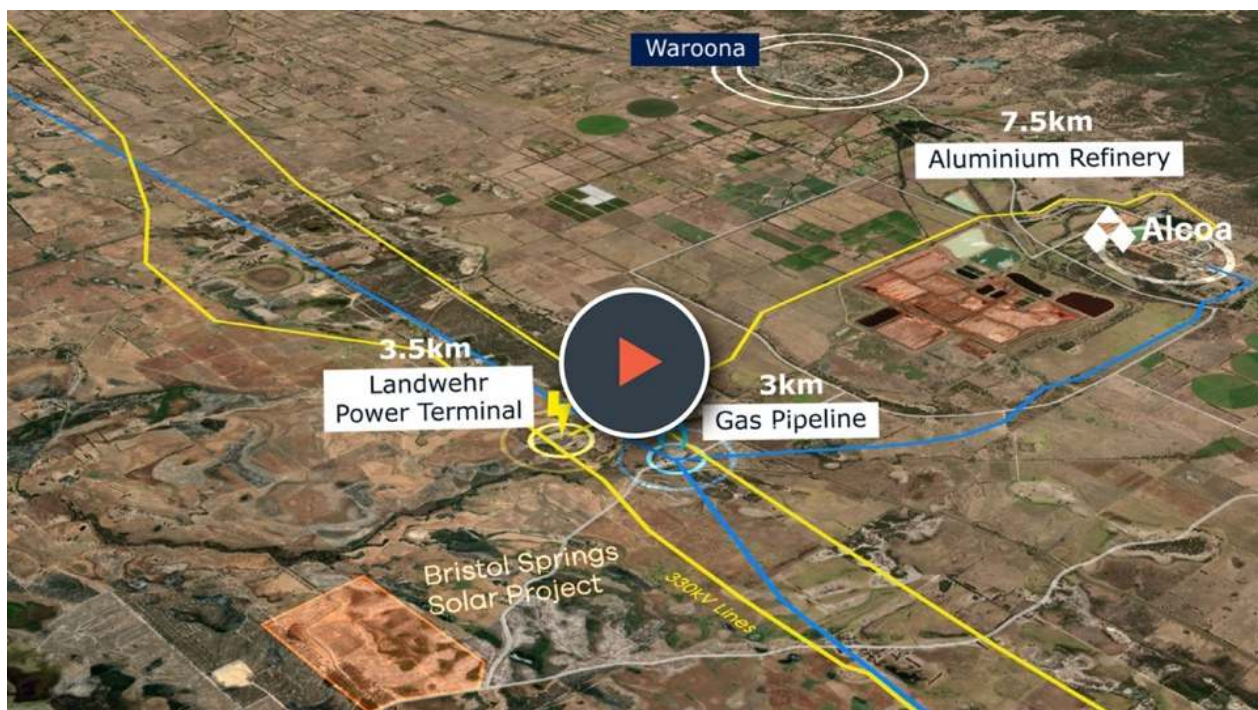 Waroona
7.5km
Aluminium Refinery
Alcoa
3.5km
Landwehr
Power Terminal
3km
Gas Pipeline
Bristol Springs
Solar Project
330kV Lines